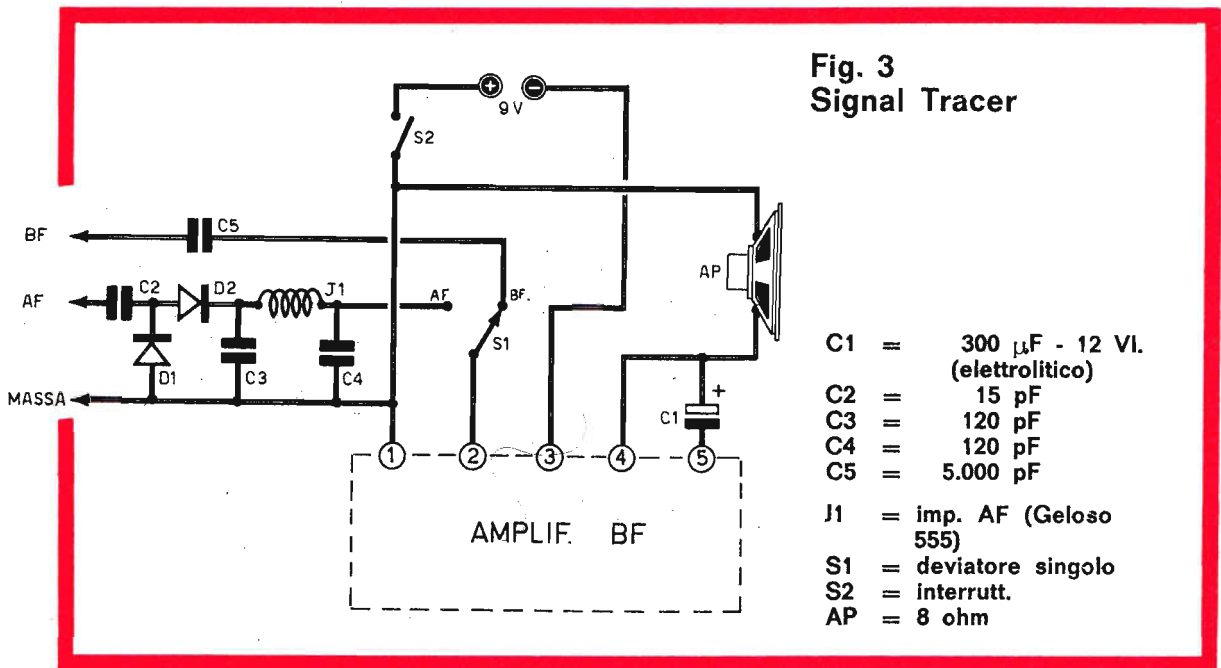 Fig. 3
Signal Tracer
+ −
9 V
S2
BF
C5
AF
C2
D2
J1
AF
BF.
S1
AP
D1
C3
C4
MASSA
C1
+
1 2 3 4 5
AMPLIF. BF
C1 = 300 µF - 12 Vl.
(elettrolitico)
C2 = 15 pF
C3 = 120 pF
C4 = 120 pF
C5 = 5.000 pF
J1 = imp. AF (Geloso
555)
S1 = deviatore singolo
S2 = interrutt.
AP = 8 ohm